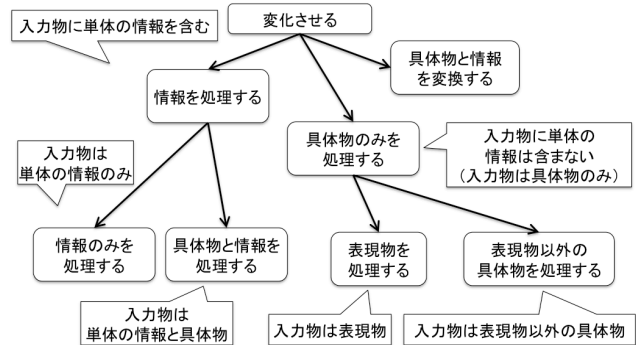 変化させる
入力物に単体の情報を含む
具体物と情報
を変換する
情報を処理する
具体物のみを
処理する
入力物に単体の
情報は含まない
（入力物は具体物のみ）
入力物は
単体の情報のみ
情報のみを
処理する
具体物と情報を
処理する
表現物を
処理する
表現物以外の
具体物を処理する
入力物は
単体の情報と具体物
入力物は表現物
入力物は表現物以外の具体物